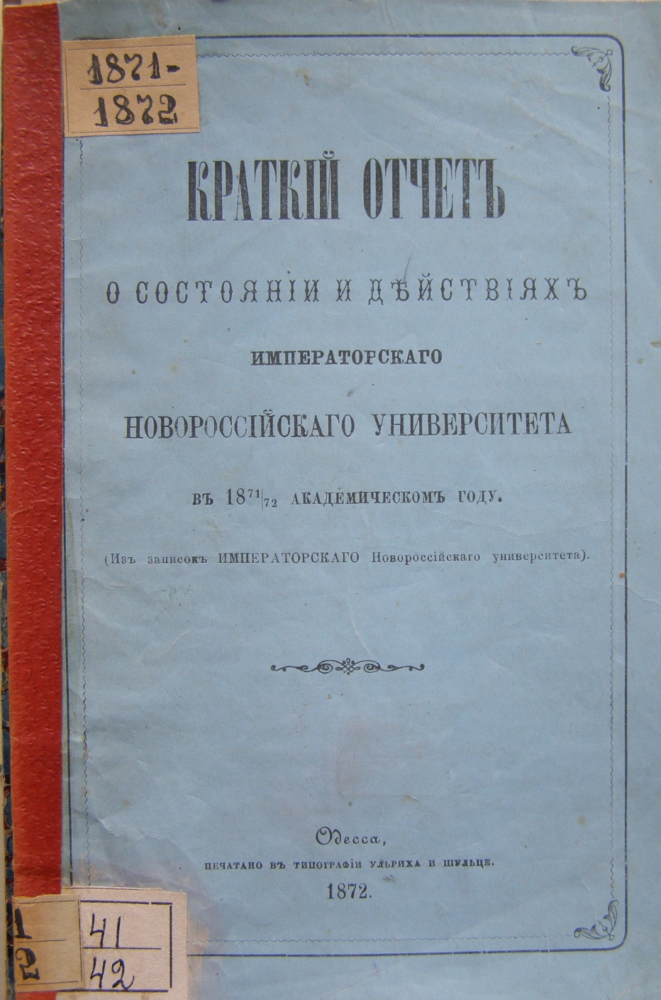 1871-
1872
КРАТКІЙ ОТЧЕТЪ
О СОСТОЯНІИ И ДѢЙСТВІЯХЪ
ИМПЕРАТОРСКАГО
НОВОРОССІЙСКАГО УНИВЕРСИТЕТА
ВЪ 1871/72 АКАДЕМИЧЕСКОМЪ ГОДУ.
(Изъ записокъ ИМПЕРАТОРСКАГО Новороссійскаго университета).
Одесса,
ПЕЧАТАНО ВЪ ТИПОГРАФІИ УЛЬРИХА И ШУЛЬЦЕ.
1872.
1
2
41
42